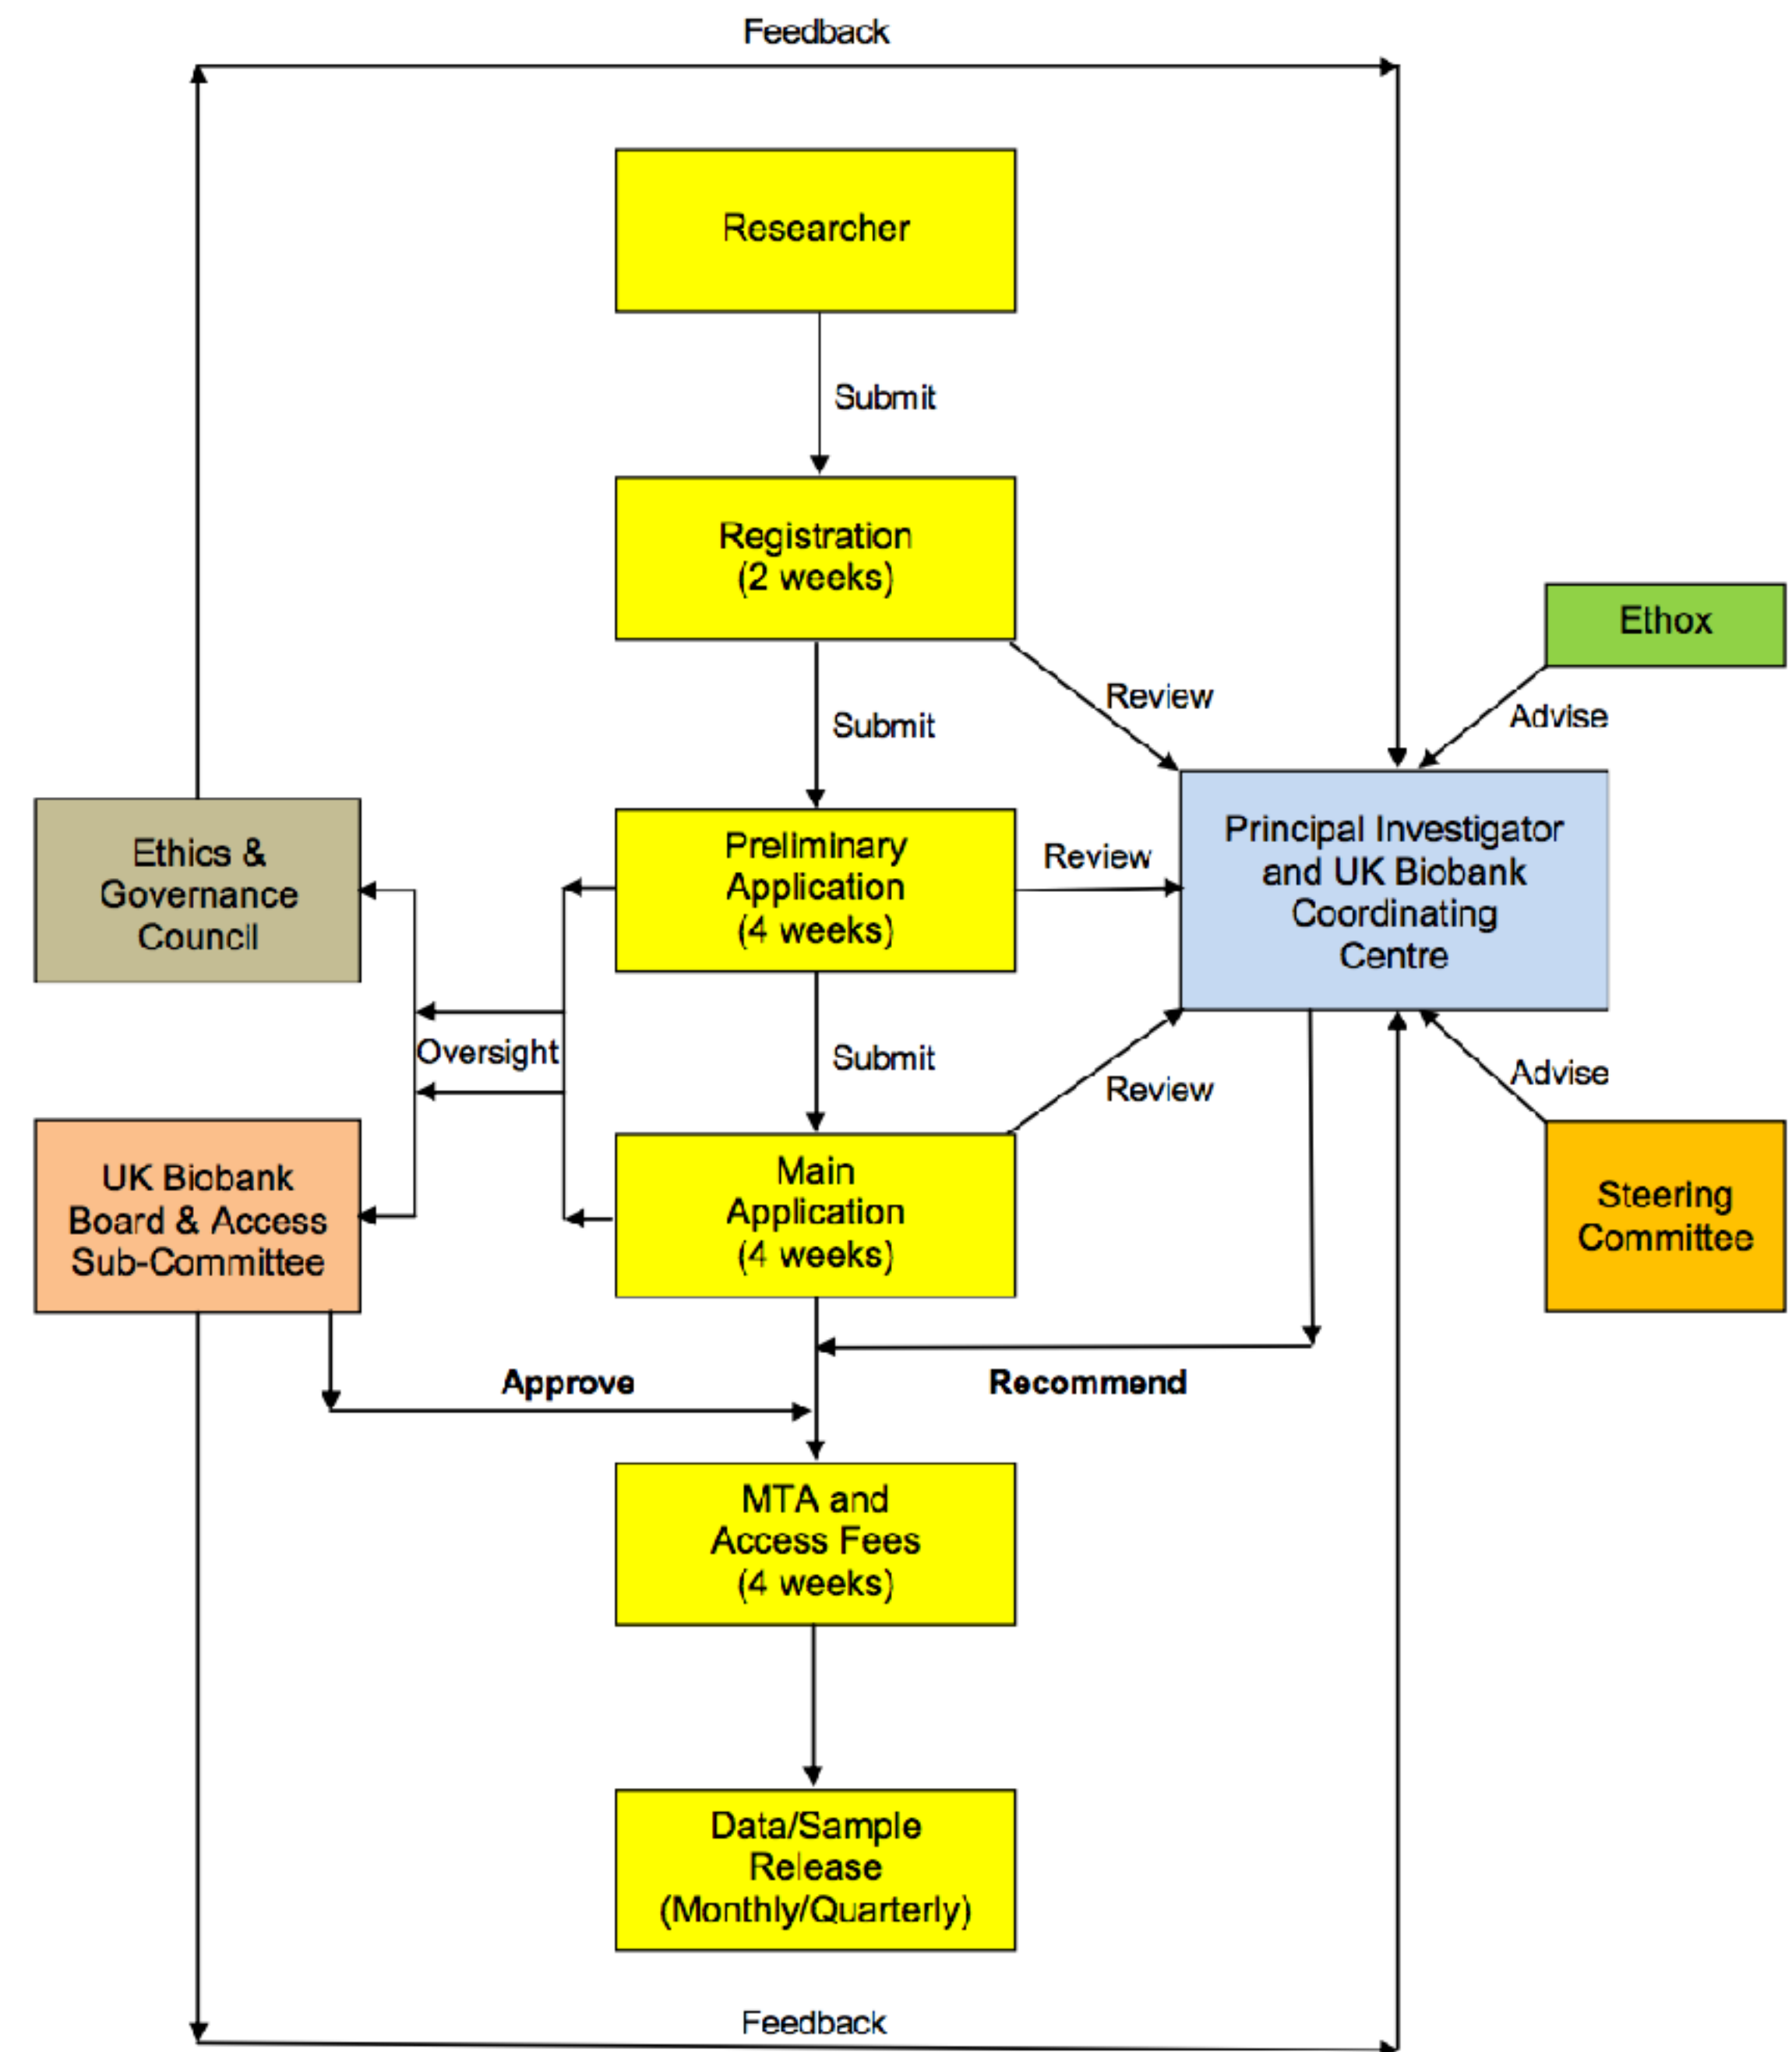 Feedback
Researcher
Submit
Registration
(2 weeks)
Ethox
Review
Advise
Submit
Preliminary
Application
(4 weeks)
Review
Principal Investigator
and UK Biobank
Coordinating
Centre
Ethics &
Governance
Council
Oversight
Submit
Review
Advise
UK Biobank
Board & Access
Sub-Committee
Main
Application
(4 weeks)
Steering
Committee
Approve
Recommend
MTA and
Access Fees
(4 weeks)
Data/Sample
Release
(Monthly/Quarterly)
Feedback